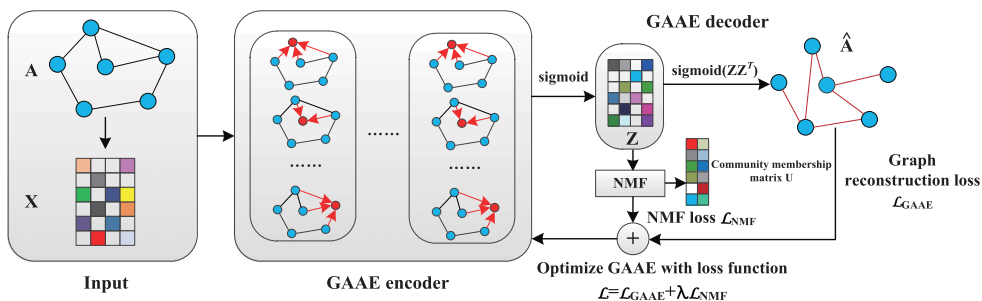 A
X
Input
......
......
......
......
......
GAAE encoder
sigmoid
GAAE decoder
Z
sigmoid(ZZᵀ)
Â
NMF
Community membership
matrix U
NMF loss ℒNMF
Graph
reconstruction loss
ℒGAAE
+
Optimize GAAE with loss function
ℒ=ℒGAAE+λℒNMF